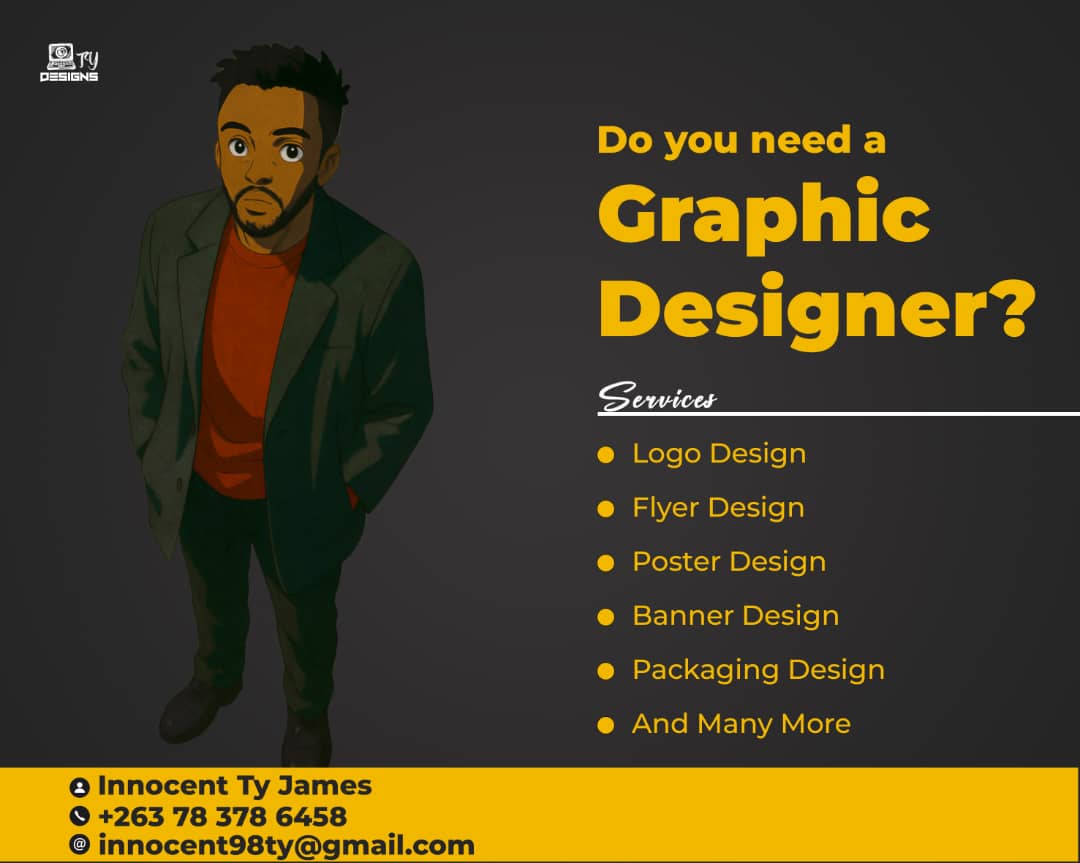 TY
DESIGNS
Do you need a
Graphic
Designer?
Services
Logo Design
Flyer Design
Poster Design
Banner Design
Packaging Design
And Many More
Innocent Ty James
+263 78 378 6458
@ innocent98ty@gmail.com